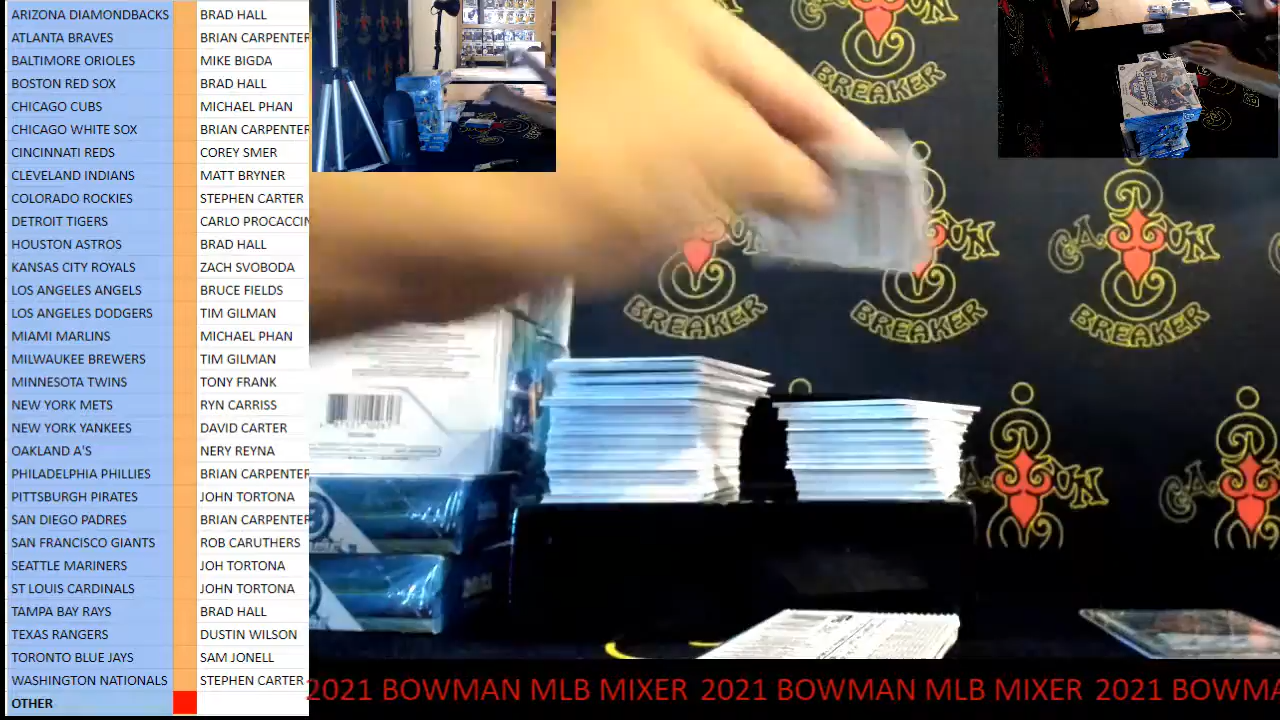 ARIZONA DIAMONDBACKS BRAD HALL
ATLANTA BRAVES BRIAN CARPENTER
BALTIMORE ORIOLES MIKE BIGDA
BOSTON RED SOX BRAD HALL
CHICAGO CUBS MICHAEL PHAN
CHICAGO WHITE SOX BRIAN CARPENTER
CINCINNATI REDS COREY SMER
CLEVELAND INDIANS MATT BRYNER
COLORADO ROCKIES STEPHEN CARTER
DETROIT TIGERS CARLO PROCACCIN
HOUSTON ASTROS BRAD HALL
KANSAS CITY ROYALS ZACH SVOBODA
LOS ANGELES ANGELS BRUCE FIELDS
LOS ANGELES DODGERS TIM GILMAN
MIAMI MARLINS MICHAEL PHAN
MILWAUKEE BREWERS TIM GILMAN
MINNESOTA TWINS TONY FRANK
NEW YORK METS RYN CARRISS
NEW YORK YANKEES DAVID CARTER
OAKLAND A'S NERY REYNA
PHILADELPHIA PHILLIES BRIAN CARPENTER
PITTSBURGH PIRATES JOHN TORTONA
SAN DIEGO PADRES BRIAN CARPENTER
SAN FRANCISCO GIANTS ROB CARUTHERS
SEATTLE MARINERS JOH TORTONA
ST LOUIS CARDINALS JOHN TORTONA
TAMPA BAY RAYS BRAD HALL
TEXAS RANGERS DUSTIN WILSON
TORONTO BLUE JAYS SAM JONELL
WASHINGTON NATIONALS STEPHEN CARTER
OTHER
BREAKER
BREAKER
BREAKER
BREAKER
2021 BOWMAN MLB MIXER 2021 BOWMAN MLB MIXER 2021 BOWMA